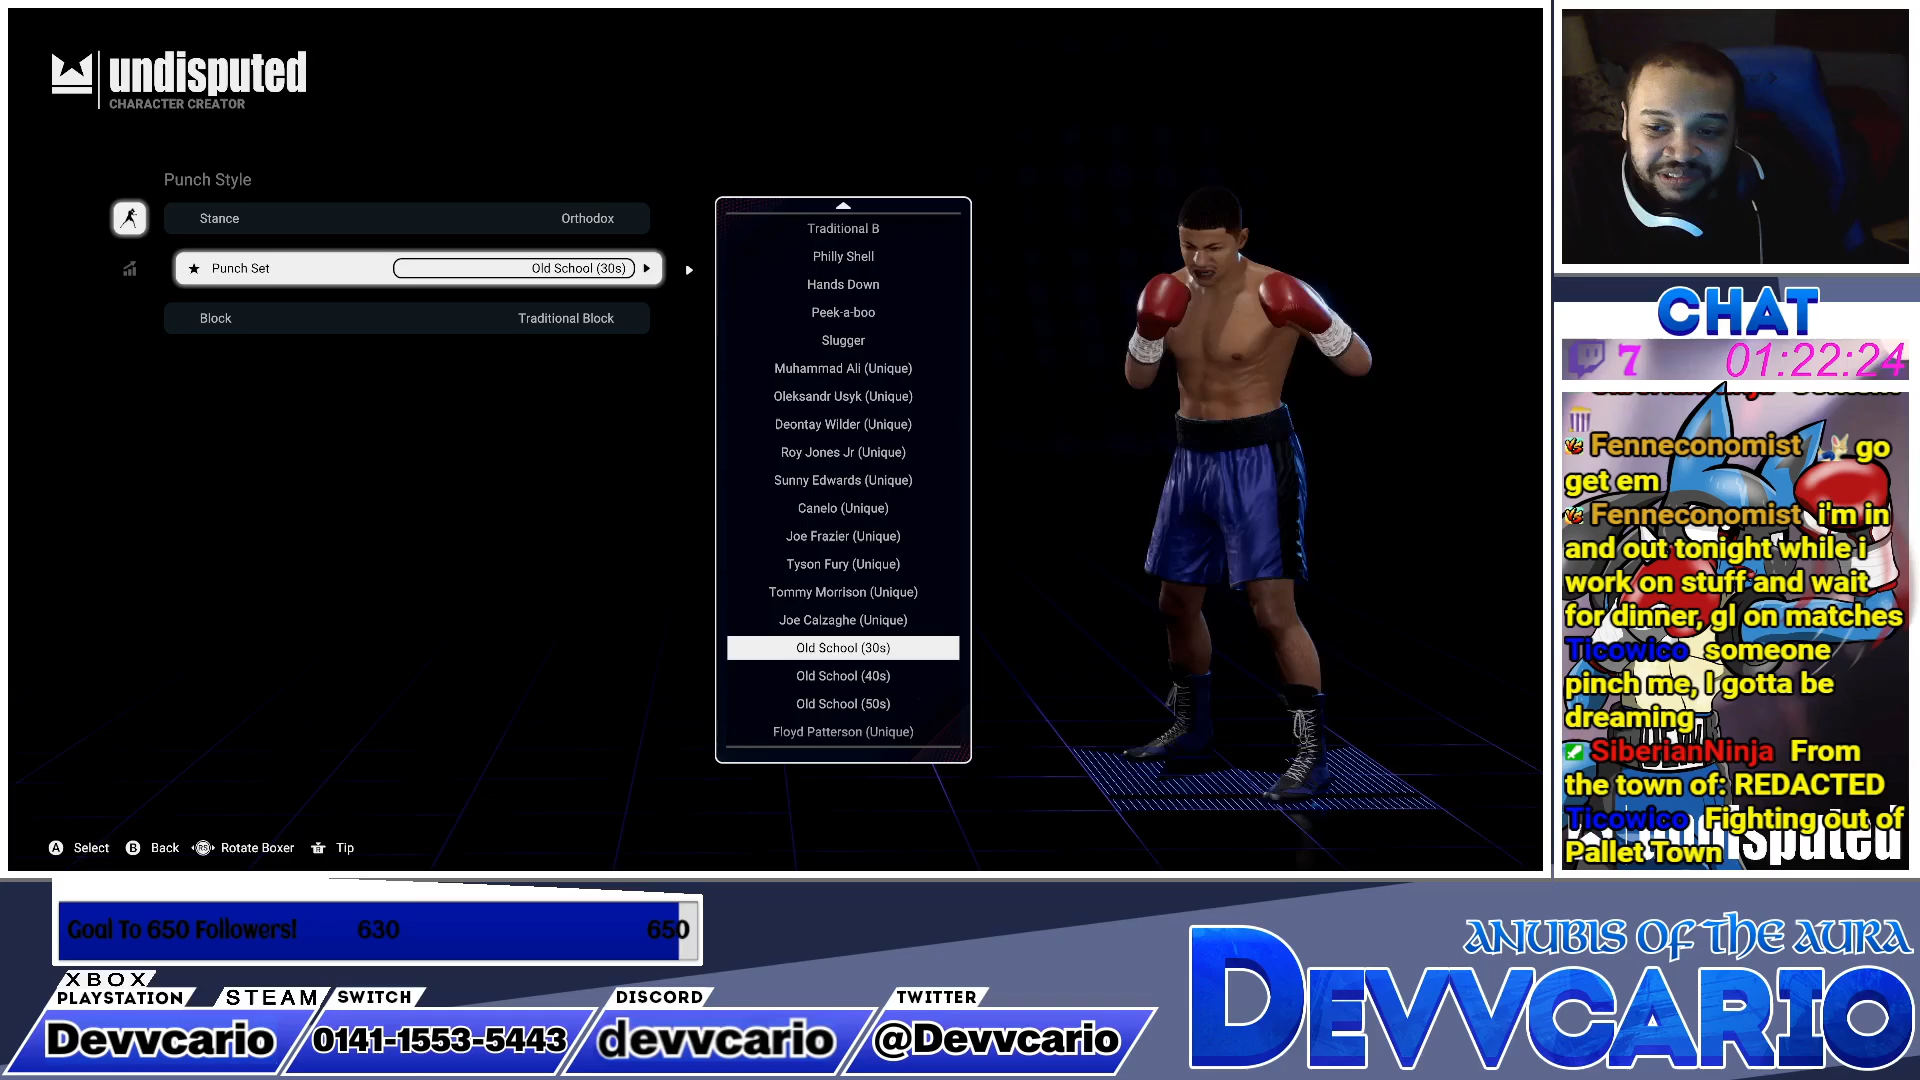 undisputed
CHARACTER CREATOR
Punch Style
Stance Orthodox
Punch Set Old School (30s)
Block Traditional Block
Traditional B
Philly Shell
Hands Down
Peek-a-boo
Slugger
Muhammad Ali (Unique)
Oleksandr Usyk (Unique)
Deontay Wilder (Unique)
Roy Jones Jr (Unique)
Sunny Edwards (Unique)
Canelo (Unique)
Joe Frazier (Unique)
Tyson Fury (Unique)
Tommy Morrison (Unique)
Joe Calzaghe (Unique)
Old School (30s)
Old School (40s)
Old School (50s)
Floyd Patterson (Unique)
A Select B Back RS Rotate Boxer Tip
CHAT
7 01:22:24
Fenneconomist go
get em
Fenneconomist i'm in
and out tonight while i
work on stuff and wait
for dinner, gl on matches
Ticowico someone
pinch me, I gotta be
dreaming
SiberianNinja From
the town of: REDACTED
Ticowico Fighting out of
Pallet Town
Goal To 650 Followers! 630 650
XBOX
PLAYSTATION STEAM SWITCH DISCORD TWITTER
Devvcario 0141-1553-5443 devvcario @Devvcario
ANUBIS OF THE AURA
DEVVCARIO